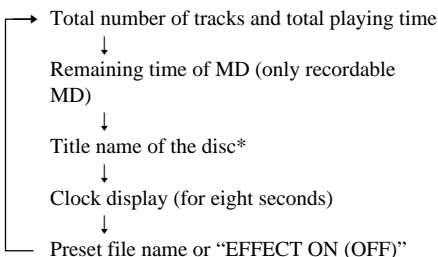 Total number of tracks and total playing time
Remaining time of MD (only recordable
MD)
Title name of the disc*
Clock display (for eight seconds)
Preset file name or “EFFECT ON (OFF)”